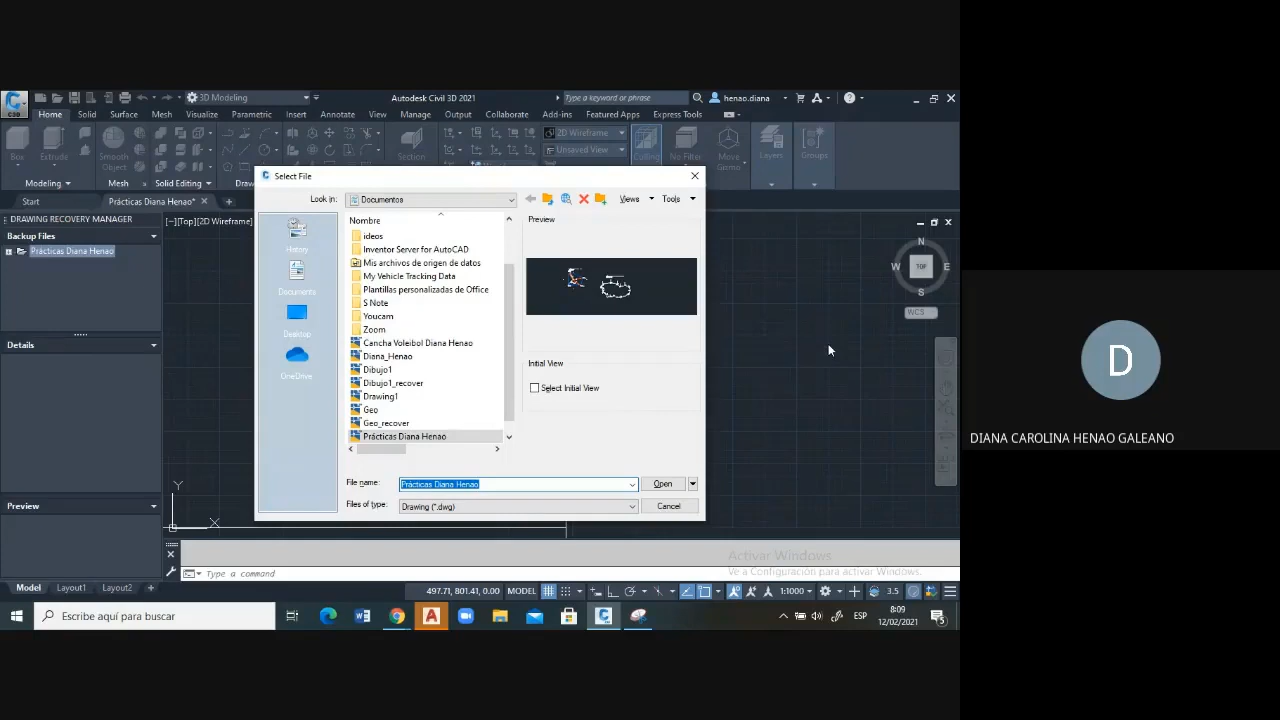 3D Modeling
Autodesk Civil 3D 2021
Type a keyword or phrase
henao.diana
C3D
Home Solid Surface Mesh Visualize Parametric Insert Annotate View Manage Output Collaborate Add-ins Featured Apps Express Tools
2D Wireframe
Unsaved View
Box Extrude Smooth Object Section Culling No Filter Move Gizmo Layers Groups
Modeling Mesh Solid Editing Draw
Start Prácticas Diana Henao*
DRAWING RECOVERY MANAGER
Backup Files
Prácticas Diana Henao
Details
Preview
[−][Top][2D Wireframe]
Select File
Look in: Documentos Views Tools
History
Documents
Desktop
OneDrive
Nombre
ideos
Inventor Server for AutoCAD
Mis archivos de origen de datos
My Vehicle Tracking Data
Plantillas personalizadas de Office
S Note
Youcam
Zoom
Cancha Voleibol Diana Henao
Diana_Henao
Dibujo1
Dibujo1_recover
Drawing1
Geo
Geo_recover
Prácticas Diana Henao
Preview
Initial View
Select Initial View
File name: Prácticas Diana Henao Open
Files of type: Drawing (*.dwg) Cancel
N
W TOP E
S
WCS
Y
X
Activar Windows
Ve a Configuración para activar Windows.
Type a command
Model Layout1 Layout2 +
497.71, 801.41, 0.00 MODEL 1:1000 3.5
Escribe aquí para buscar
ESP
8:09
12/02/2021
5
D
DIANA CAROLINA HENAO GALEANO